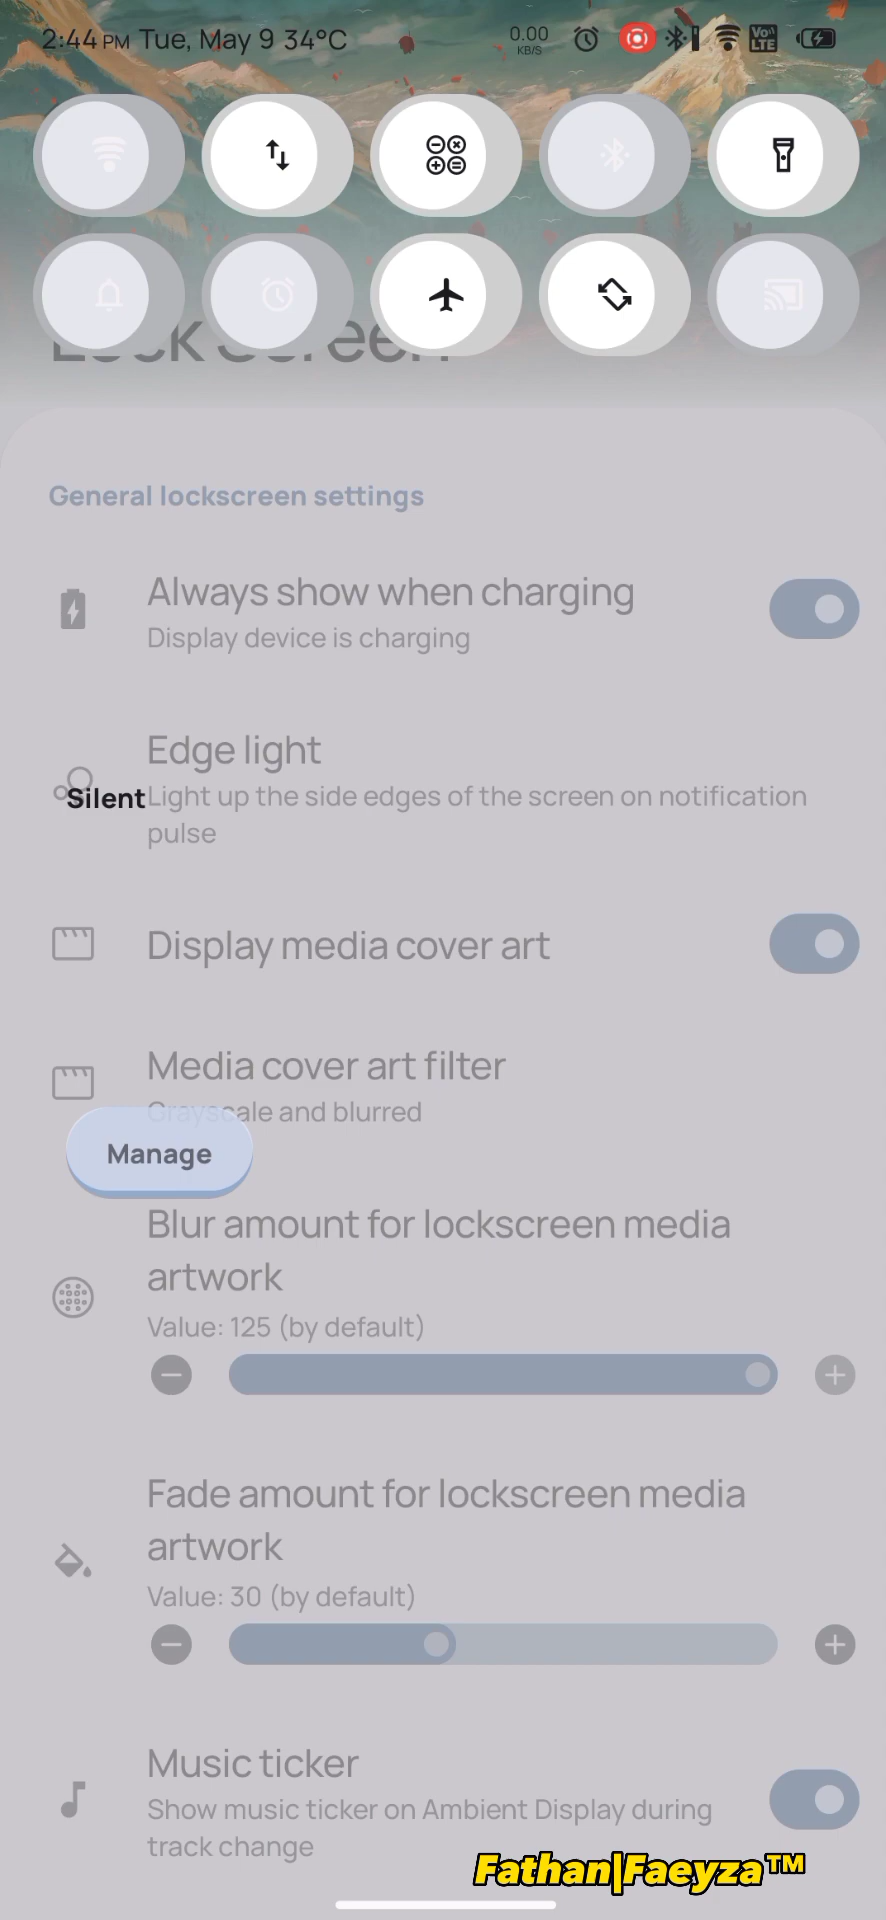 2:44 PM Tue, May 9 34°C 0.00 KB/S Vo)) LTE
Lock Screen
General lockscreen settings
Always show when charging
Display device is charging
Edge light
Silent
Light up the side edges of the screen on notification
pulse
Display media cover art
Media cover art filter
Grayscale and blurred
Manage
Blur amount for lockscreen media
artwork
Value: 125 (by default)
Fade amount for lockscreen media
artwork
Value: 30 (by default)
Music ticker
Show music ticker on Ambient Display during
track change
Fathan|Faeyza™